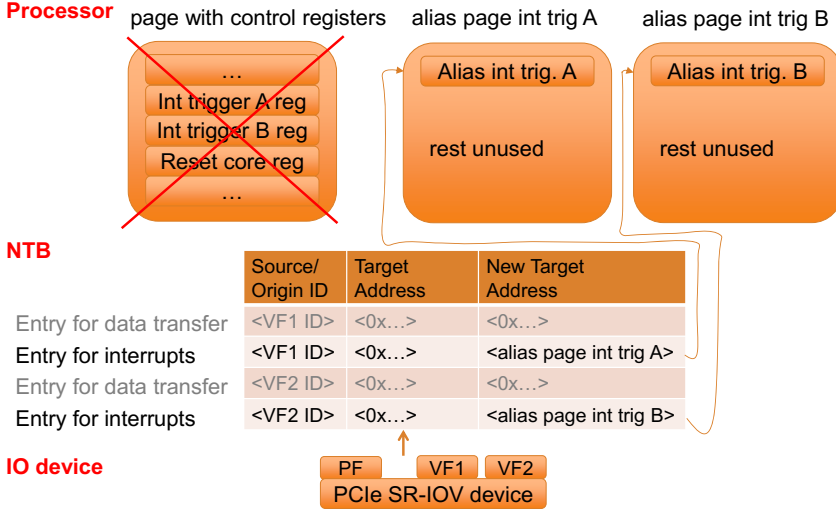 Processor
page with control registers
alias page int trig A
alias page int trig B
...
Int trigger A reg
Int trigger B reg
Reset core reg
...
Alias int trig. A
rest unused
Alias int trig. B
rest unused
NTB
Source/ Target New Target
Origin ID Address Address
Entry for data transfer <VF1 ID> <0x...> <0x...>
Entry for interrupts <VF1 ID> <0x...> <alias page int trig A>
Entry for data transfer <VF2 ID> <0x...> <0x...>
Entry for interrupts <VF2 ID> <0x...> <alias page int trig B>
IO device
PF VF1 VF2
PCIe SR-IOV device